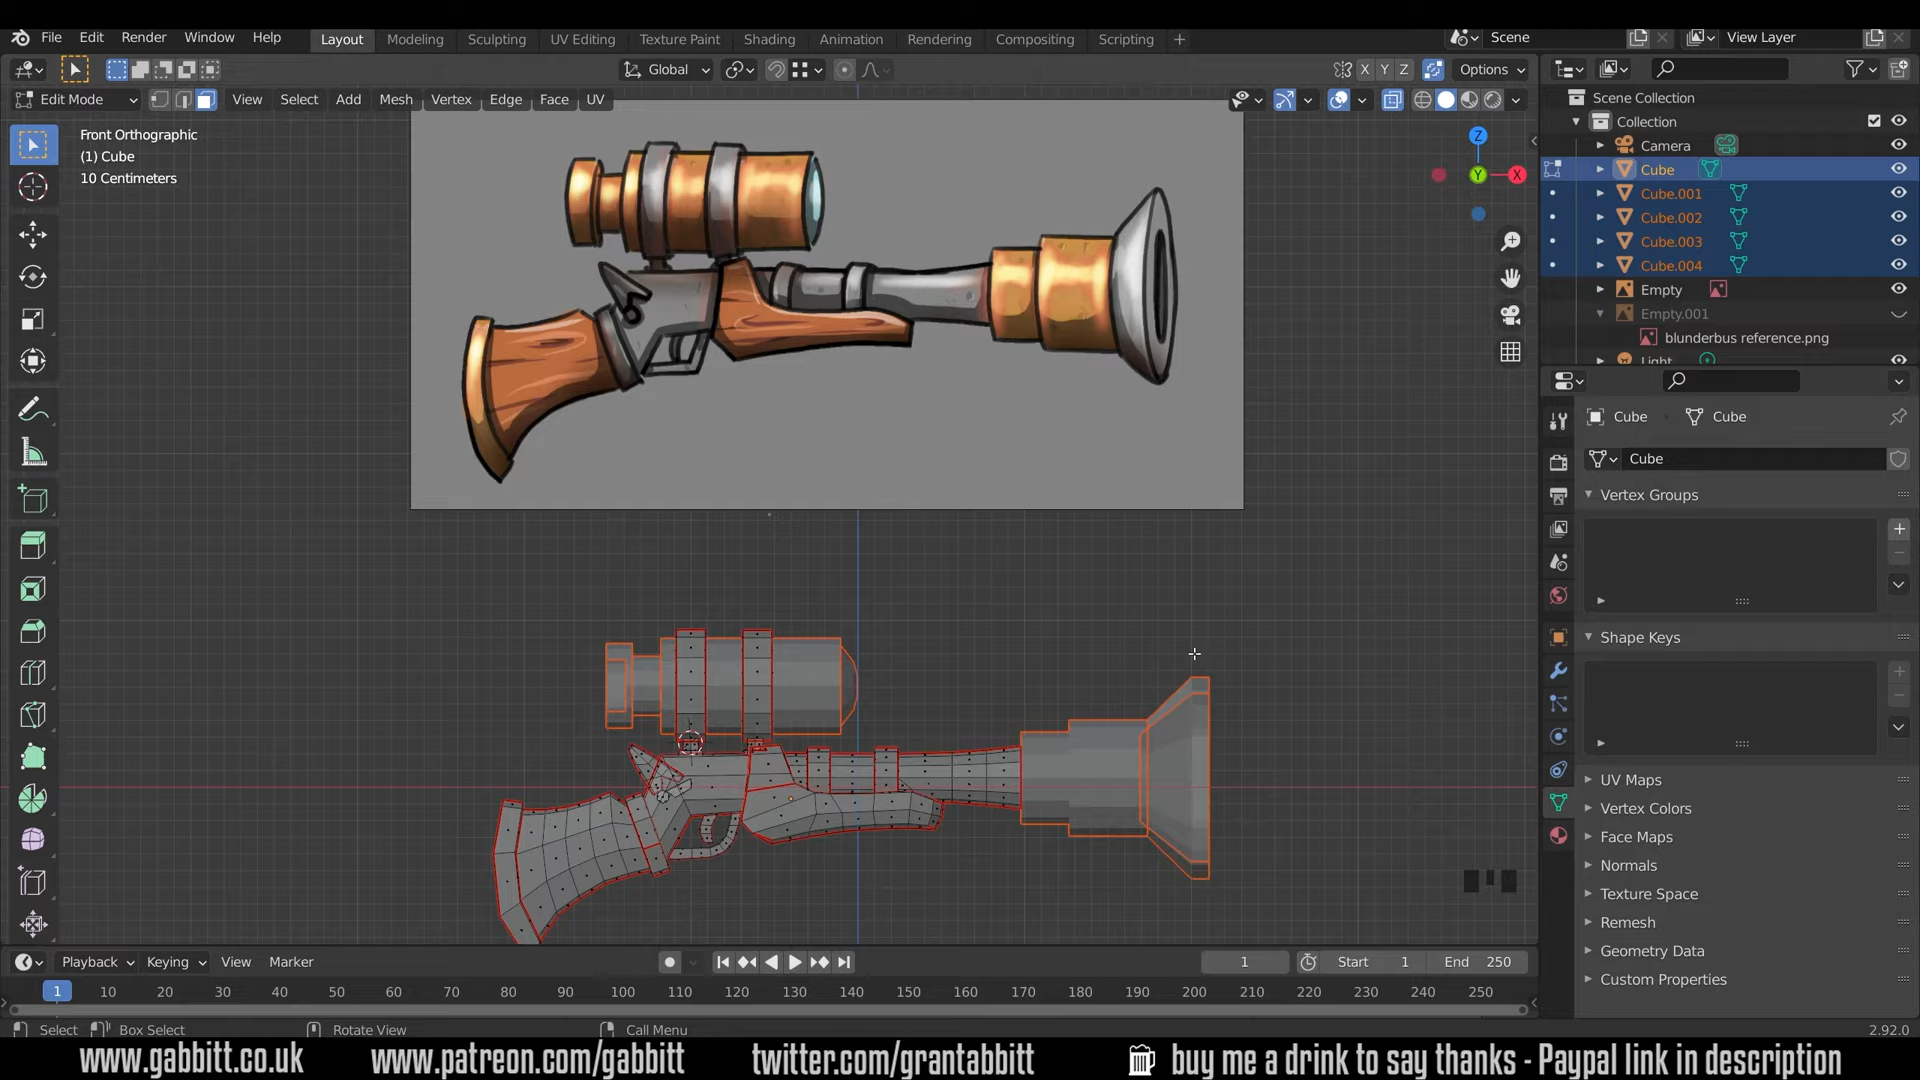 File Edit Render Window Help Layout Modeling Sculpting UV Editing Texture Paint Shading Animation Rendering Compositing Scripting + Scene View Layer
Global X Y Z Options
Edit Mode View Select Add Mesh Vertex Edge Face UV
Scene Collection
Collection
Camera
Cube
Cube.001
Cube.002
Cube.003
Cube.004
Empty
Empty.001
blunderbus reference.png
Light
Front Orthographic
(1) Cube
10 Centimeters
Z
Y
X
Cube Cube
Cube
Vertex Groups
Shape Keys
UV Maps
Vertex Colors
Face Maps
Normals
Texture Space
Remesh
Geometry Data
Custom Properties
Playback Keying View Marker 1 Start 1 End 250
1 10 20 30 40 50 60 70 80 90 100 110 120 130 140 150 160 170 180 190 200 210 220 230 240 250
Select Box Select Rotate View Call Menu 2.92.0
www.gabbitt.co.uk www.patreon.com/gabbitt twitter.com/grantabbitt buy me a drink to say thanks - Paypal link in description